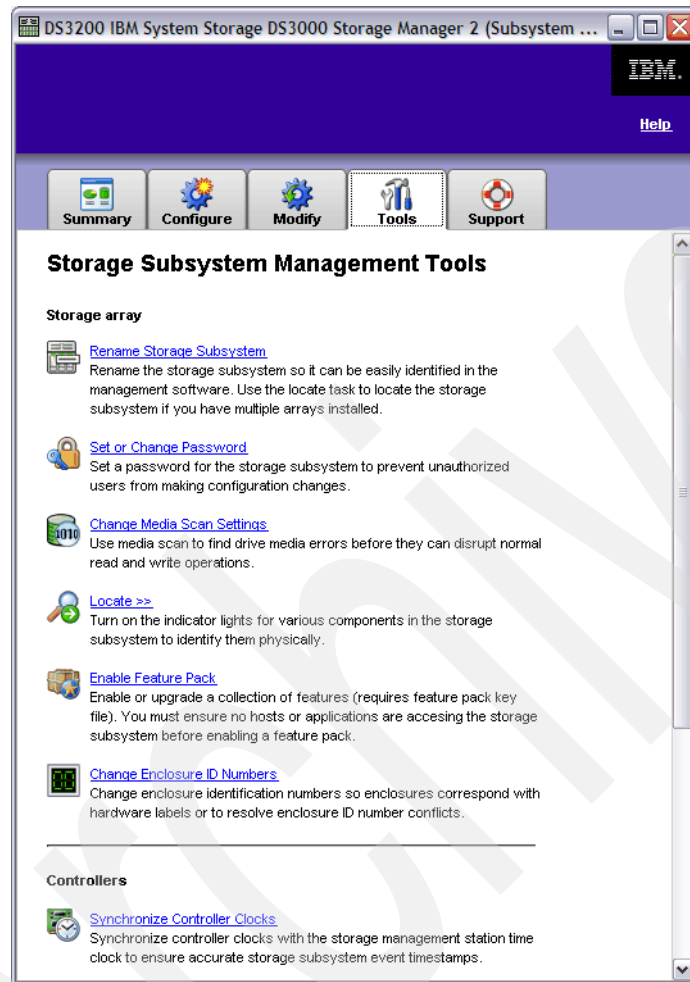 DS3200 IBM System Storage DS3000 Storage Manager 2 (Subsystem ...
IBM.
Help
Summary
Configure
Modify
Tools
Support
Storage Subsystem Management Tools
Storage array
Rename Storage Subsystem
Rename the storage subsystem so it can be easily identified in the
management software. Use the locate task to locate the storage
subsystem if you have multiple arrays installed.
Set or Change Password
Set a password for the storage subsystem to prevent unauthorized
users from making configuration changes.
1010
Change Media Scan Settings
Use media scan to find drive media errors before they can disrupt normal
read and write operations.
Locate >>
Turn on the indicator lights for various components in the storage
subsystem to identify them physically.
Enable Feature Pack
Enable or upgrade a collection of features (requires feature pack key
file). You must ensure no hosts or applications are accesing the storage
subsystem before enabling a feature pack.
Change Enclosure ID Numbers
Change enclosure identification numbers so enclosures correspond with
hardware labels or to resolve enclosure ID number conflicts.
Controllers
Synchronize Controller Clocks
Synchronize controller clocks with the storage management station time
clock to ensure accurate storage subsystem event timestamps.